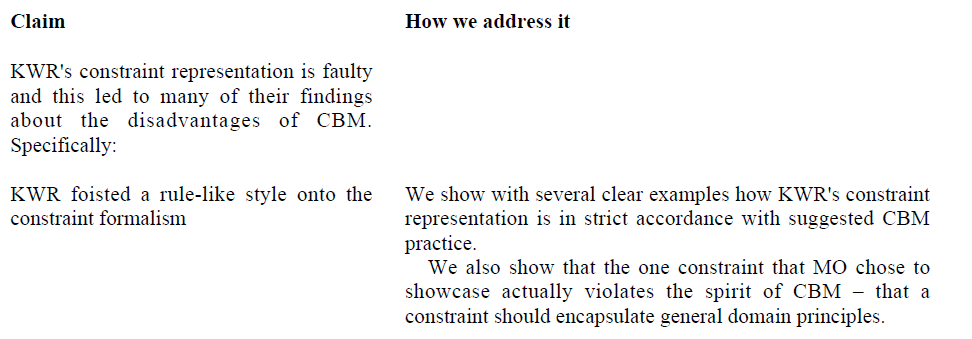 Claim
How we address it
KWR's constraint representation is faulty
and this led to many of their findings
about the disadvantages of CBM.
Specifically:
KWR foisted a rule-like style onto the
constraint formalism
We show with several clear examples how KWR's constraint
representation is in strict accordance with suggested CBM
practice.
We also show that the one constraint that MO chose to
showcase actually violates the spirit of CBM – that a
constraint should encapsulate general domain principles.